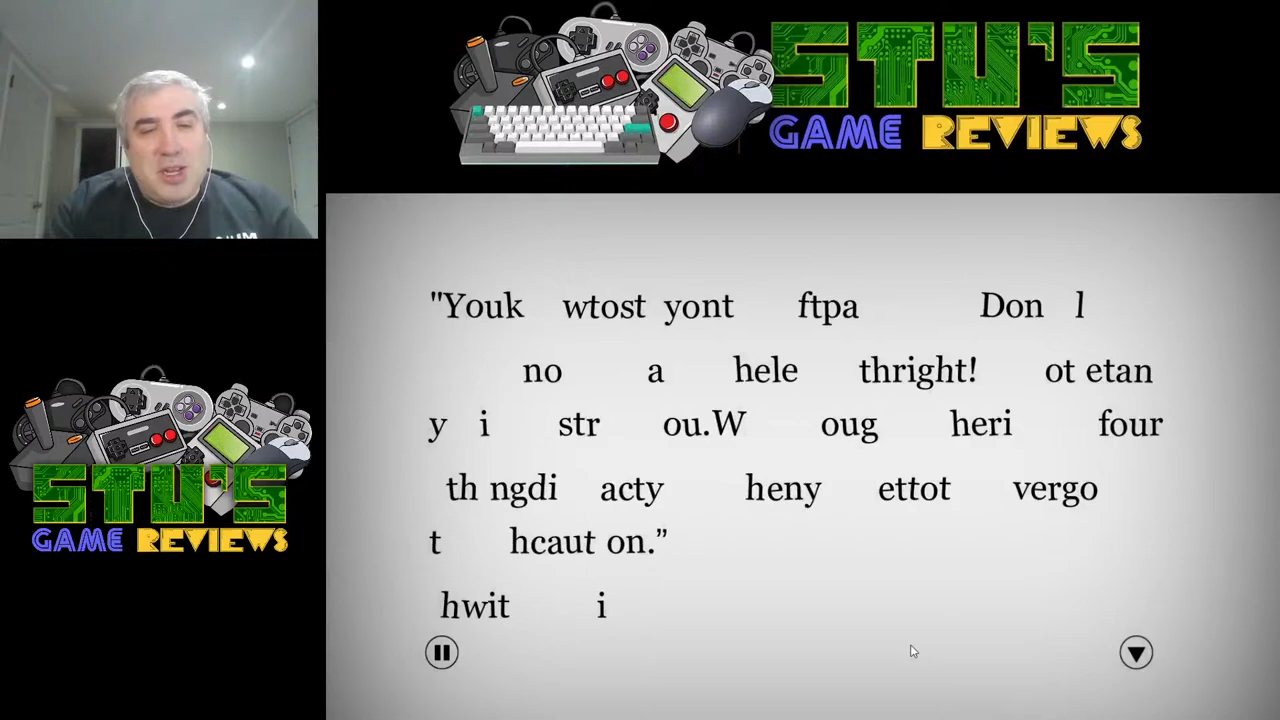 STU'S
GAME REVIEWS
"Youk wtost yont ftpa Don l
no a hele thright! ot etan
y i str ou.W oug heri four
th ngdi acty heny ettot vergo
t hcaut on.”
hwit i
STU'S
GAME REVIEWS